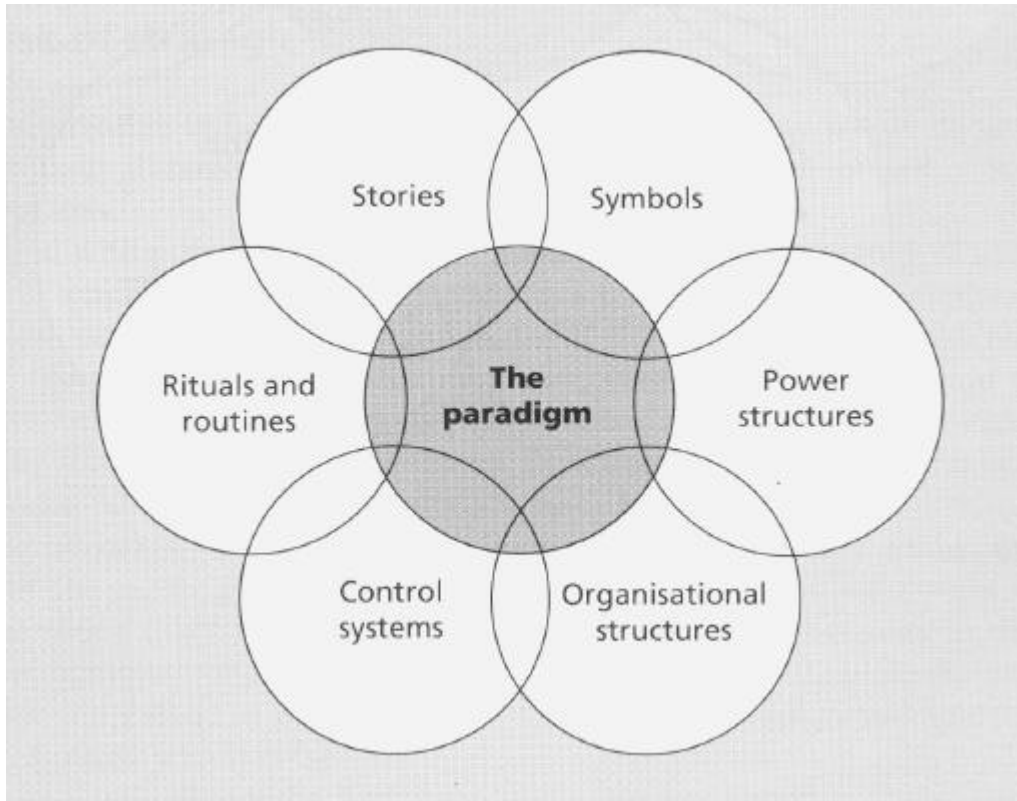 Stories
Symbols
Rituals and
routines
The
paradigm
Power
structures
Control
systems
Organisational
structures